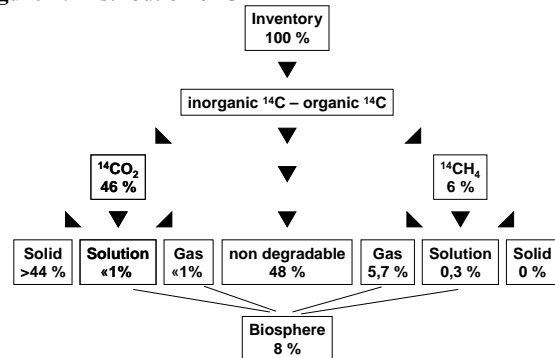 Inventory
100 %
inorganic ¹⁴C – organic ¹⁴C
¹⁴CO₂
46 %
¹⁴CH₄
6 %
Solid
>44 %
Solution
«1%
Gas
«1%
non degradable
48 %
Gas
5,7 %
Solution
0,3 %
Solid
0 %
Biosphere
8 %